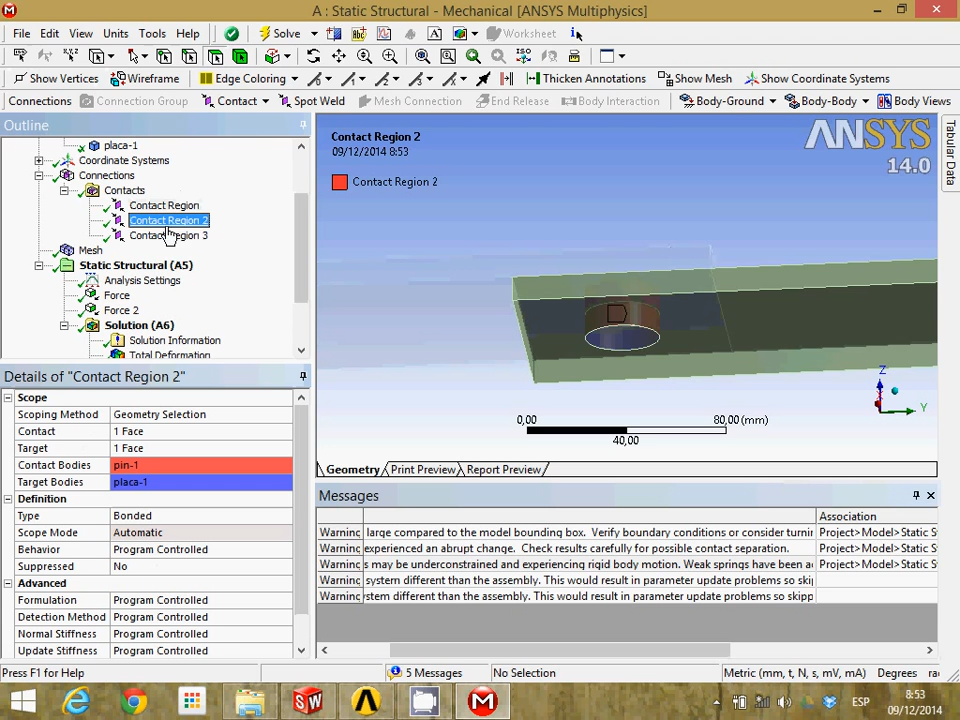 A : Static Structural - Mechanical [ANSYS Multiphysics]
File Edit View Units Tools Help Solve Worksheet
Show Vertices Wireframe Edge Coloring Thicken Annotations Show Mesh Show Coordinate Systems
Connections Connection Group Contact Spot Weld Mesh Connection End Release Body Interaction Body-Ground Body-Body Body Views
Outline
placa-1
Coordinate Systems
Connections
Contacts
Contact Region
Contact Region 2
Contact Region 3
Mesh
Static Structural (A5)
Analysis Settings
Force
Force 2
Solution (A6)
Solution Information
Total Deformation
Details of "Contact Region 2"
Scope
Scoping Method Geometry Selection
Contact 1 Face
Target 1 Face
Contact Bodies pin-1
Target Bodies placa-1
Definition
Type Bonded
Scope Mode Automatic
Behavior Program Controlled
Suppressed No
Advanced
Formulation Program Controlled
Detection Method Program Controlled
Normal Stiffness Program Controlled
Update Stiffness Program Controlled
Contact Region 2
09/12/2014 8:53
Contact Region 2
ANSYS
14.0
Tabular Data
0,00 80,00 (mm)
40,00
Z
Y
Geometry Print Preview Report Preview
Messages
Association
Warning large compared to the model bounding box. Verify boundary conditions or consider turnin Project>Model>Static S
Warning experienced an abrupt change. Check results carefully for possible contact separation. Project>Model>Static S
Warning s may be underconstrained and experiencing rigid body motion. Weak springs have been a Project>Model>Static S
Warning system different than the assembly. This would result in parameter update problems so skip
Warning stem different than the assembly. This would result in parameter update problems so skipp
Press F1 for Help 5 Messages No Selection Metric (mm, t, N, s, mV, mA) Degrees ra
ESP
8:53
09/12/2014